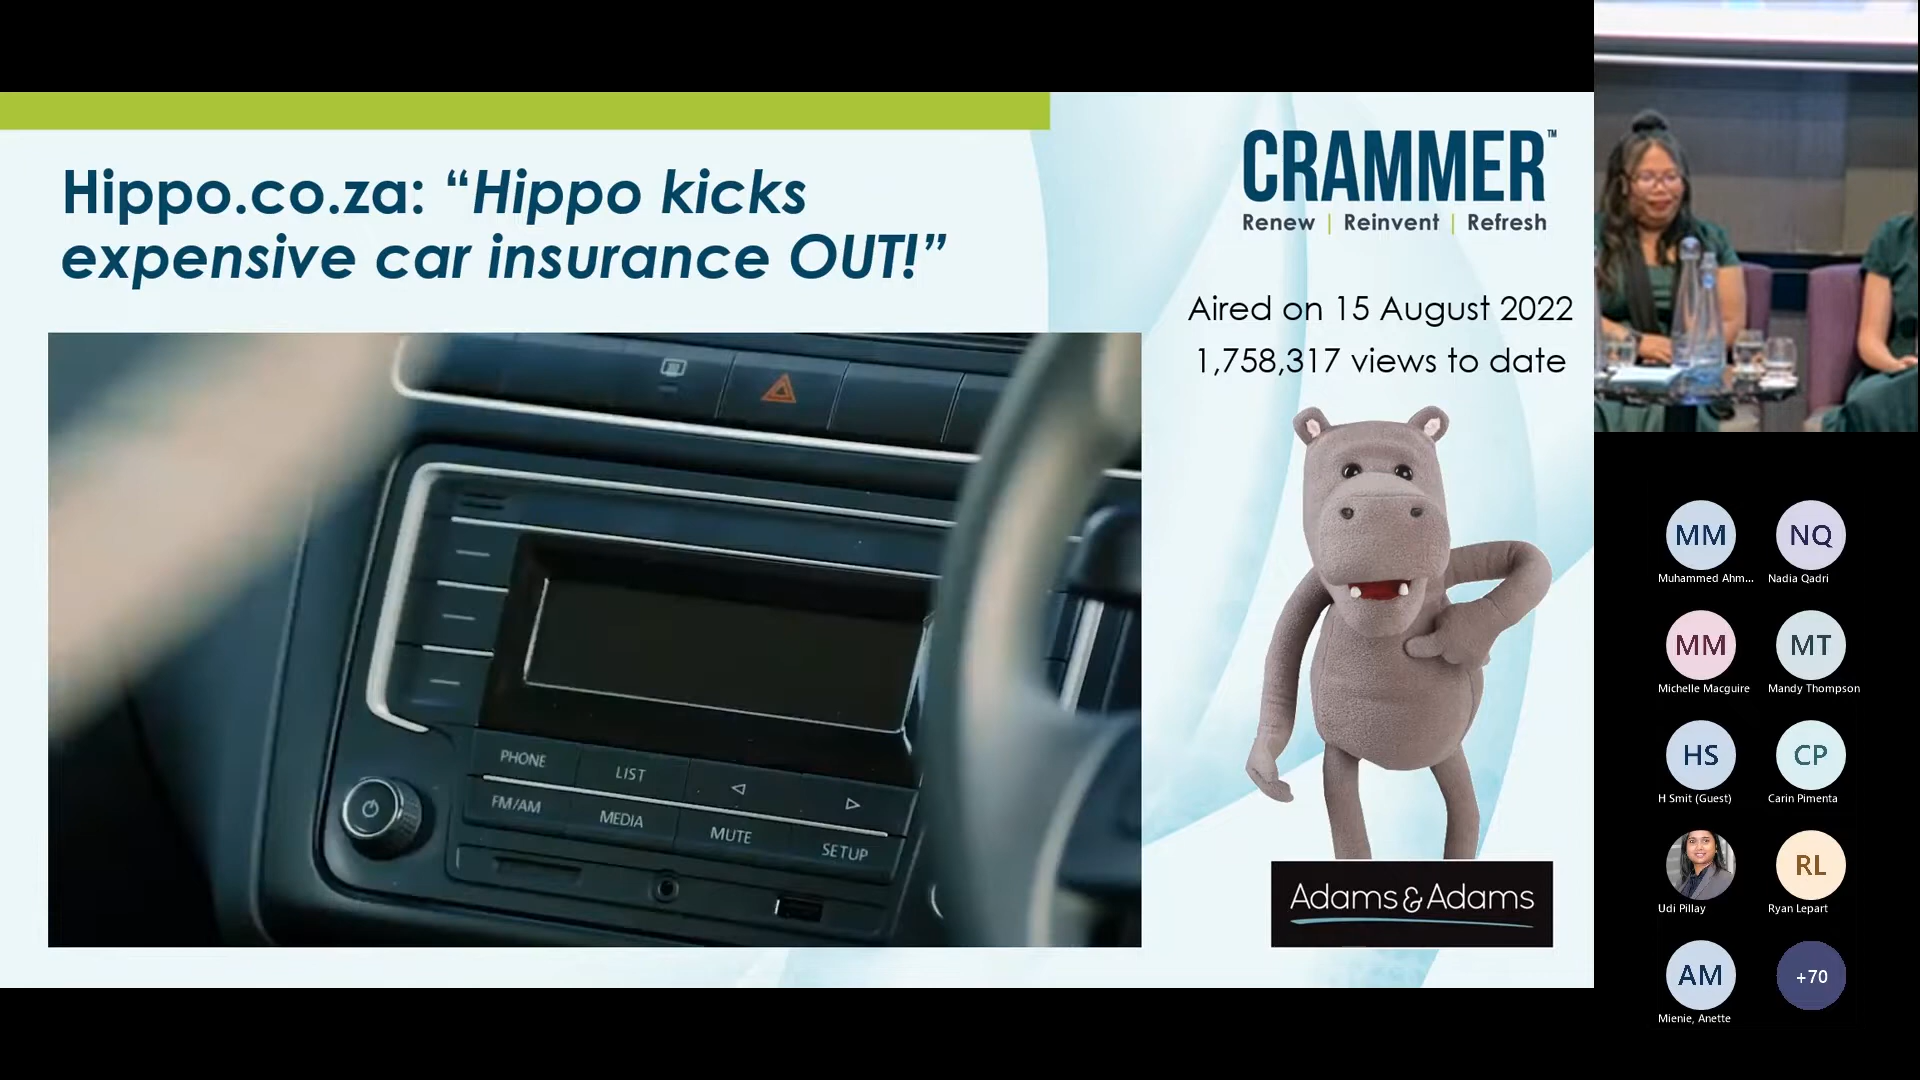 Hippo.co.za: “Hippo kicks
expensive car insurance OUT!”
CRAMMER™
Renew | Reinvent | Refresh
Aired on 15 August 2022
1,758,317 views to date
PHONE
LIST
FM/AM
MEDIA
MUTE
SETUP
Adams & Adams
MM
Muhammed Ahm...
NQ
Nadia Qadri
MM
Michelle Macguire
MT
Mandy Thompson
HS
H Smit (Guest)
CP
Carin Pimenta
Udi Pillay
RL
Ryan Lepart
AM
Mienie, Anette
+70